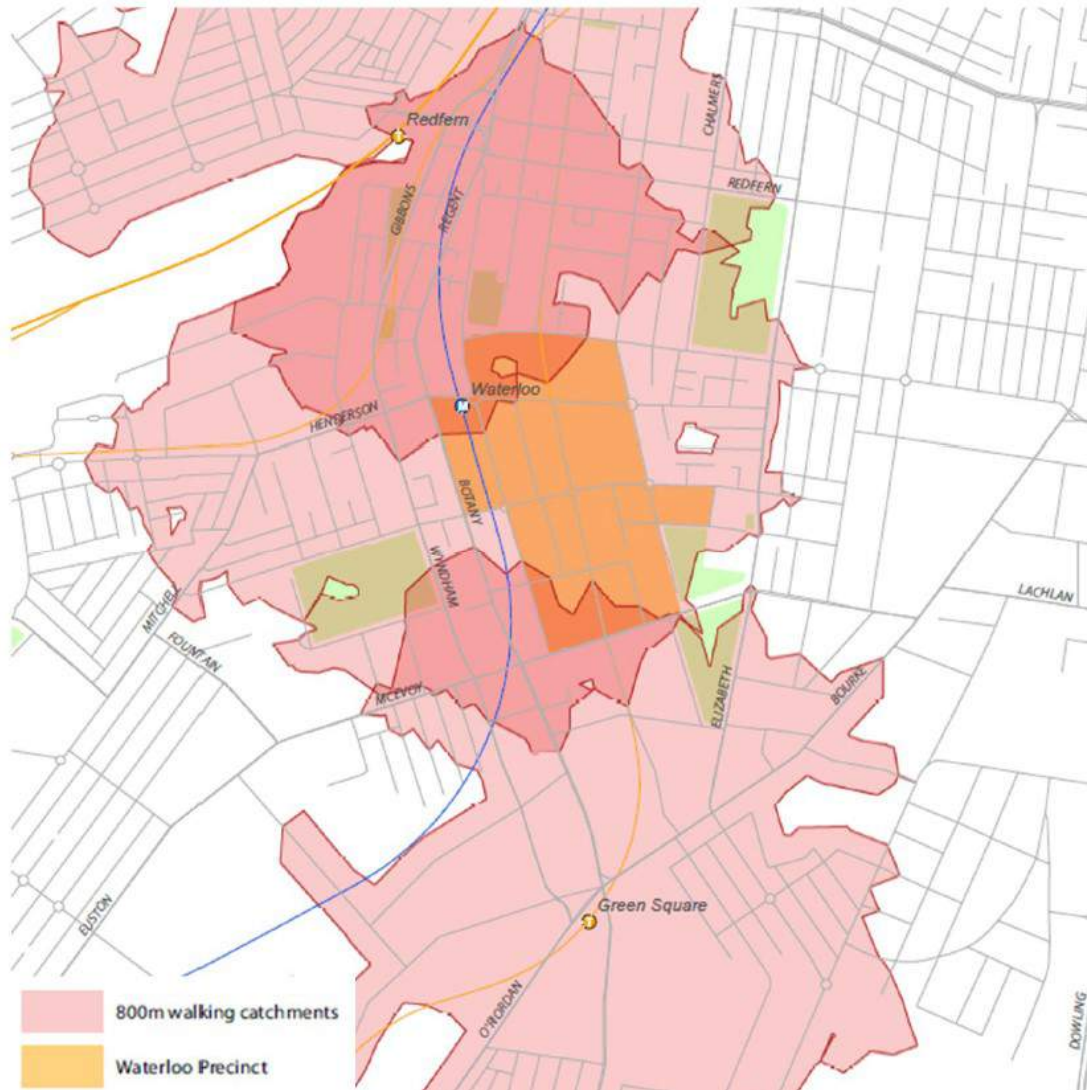 Redfern
CHALMERS
REDFERN
GIBBONS
REGENT
Waterloo
M
HENDERSON
BOTANY
WYNDHAM
MITCHELL
LACHLAN
FOUNTAIN
MCEVOY
ELIZABETH
BOURKE
EUSTON
Green Square
O'RIORDAN
DOWLING
800m walking catchments
Waterloo Precinct